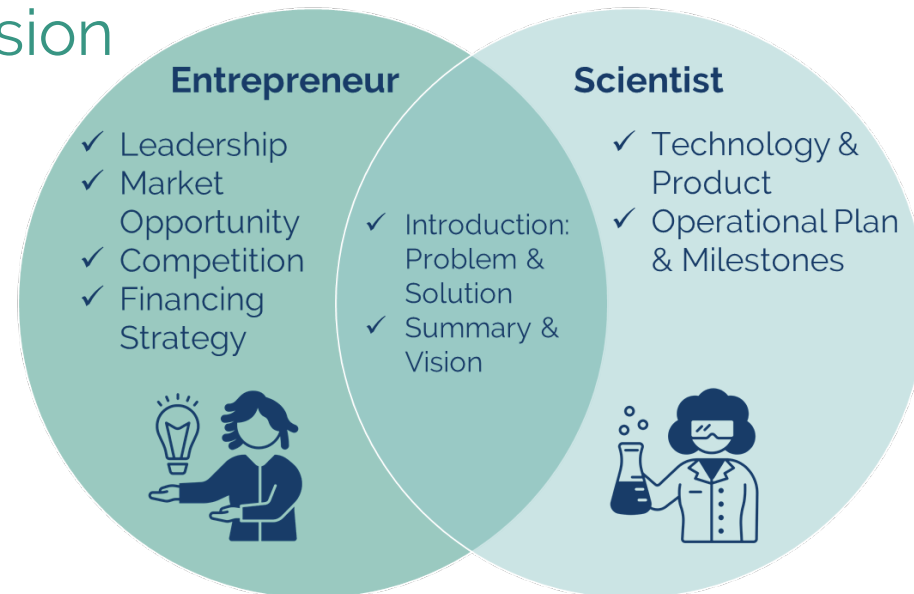 sion
Entrepreneur
✓ Leadership
✓ Market
Opportunity
✓ Competition
✓ Financing
Strategy
✓ Introduction:
Problem &
Solution
✓ Summary &
Vision
Scientist
✓ Technology &
Product
✓ Operational Plan
& Milestones